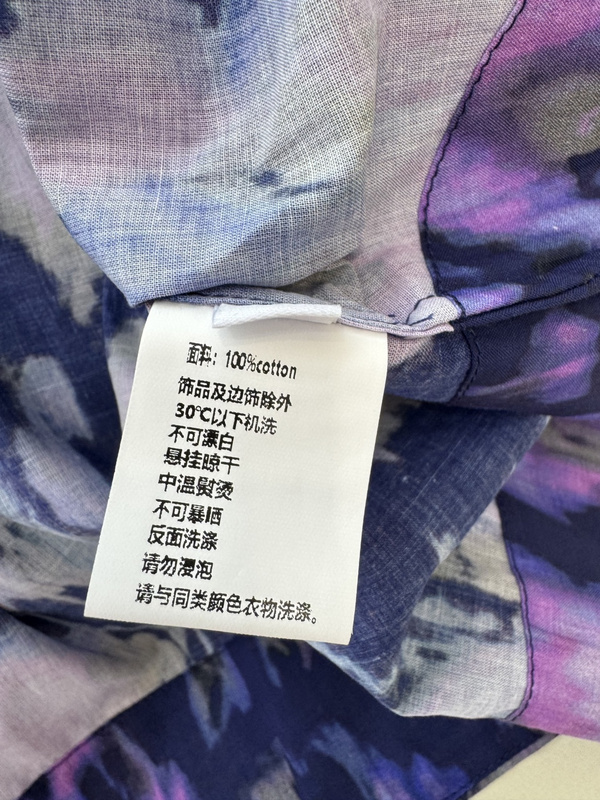 面料：100%cotton
饰品及边饰除外
30℃以下机洗
不可漂白
悬挂晾干
中温熨烫
不可暴晒
反面洗涤
请勿浸泡
请与同类颜色衣物洗涤。